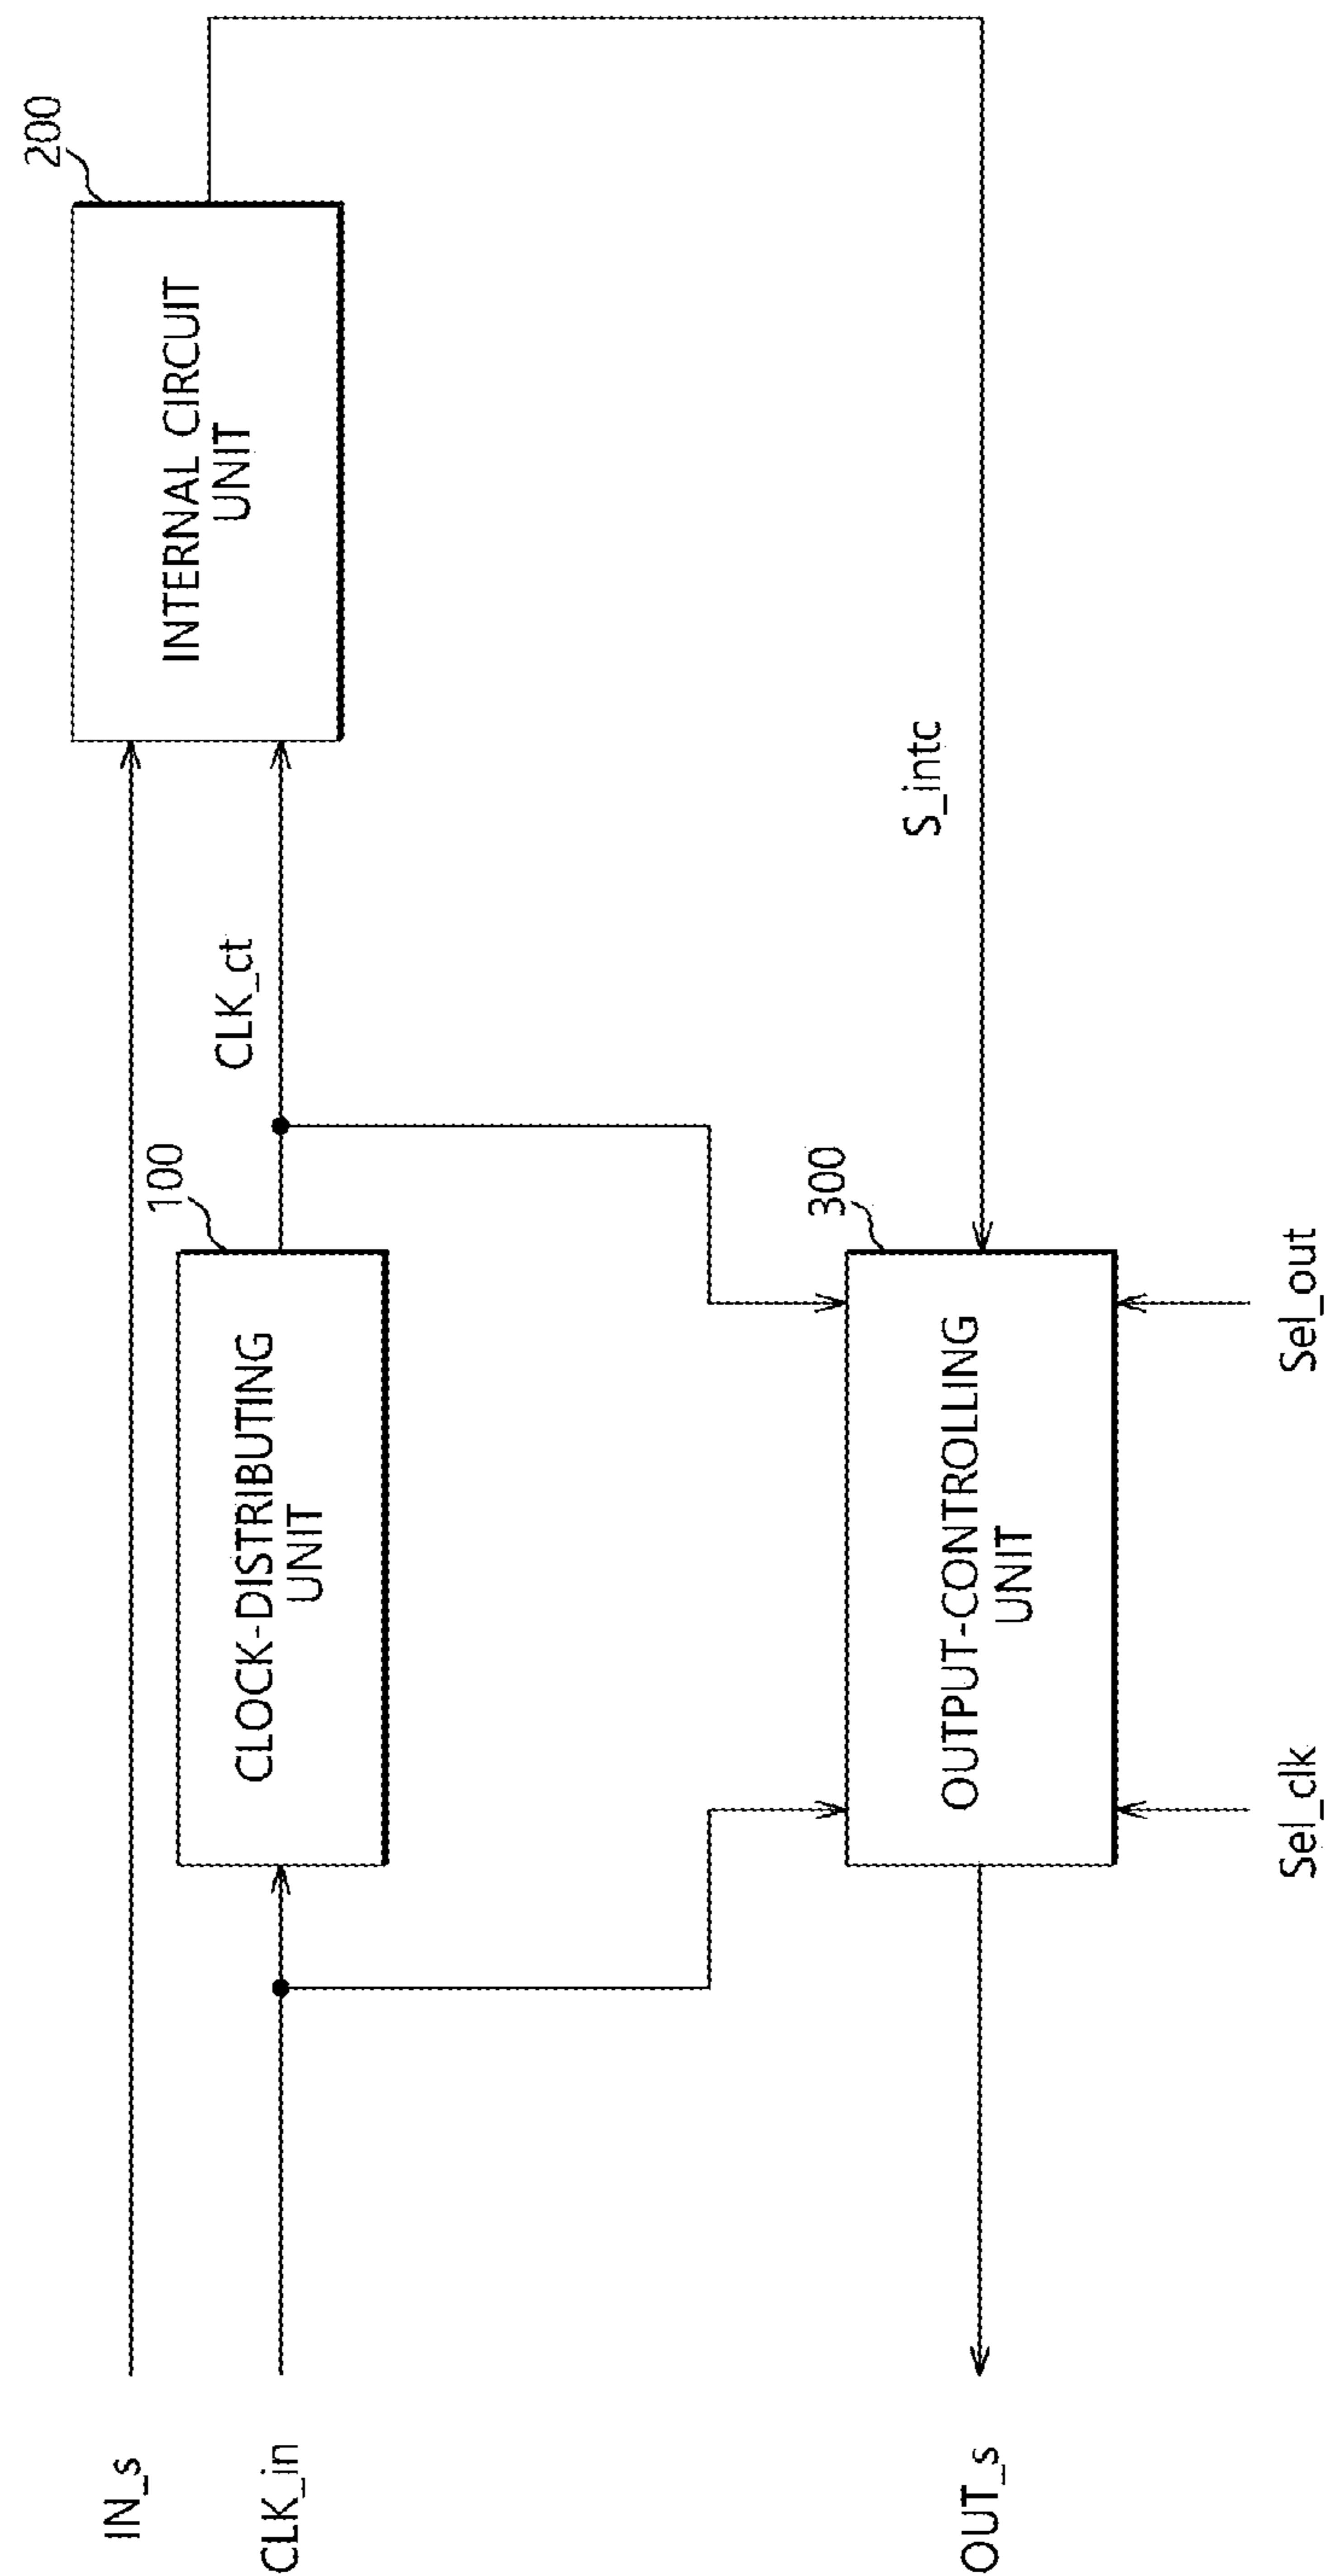 IN_s
CLK_in
100
CLOCK-DISTRIBUTING
UNIT
CLK_ct
200
INTERNAL CIRCUIT
UNIT
S_intc
300
OUTPUT-CONTROLLING
UNIT
OUT_s
Sel_clk
Sel_out